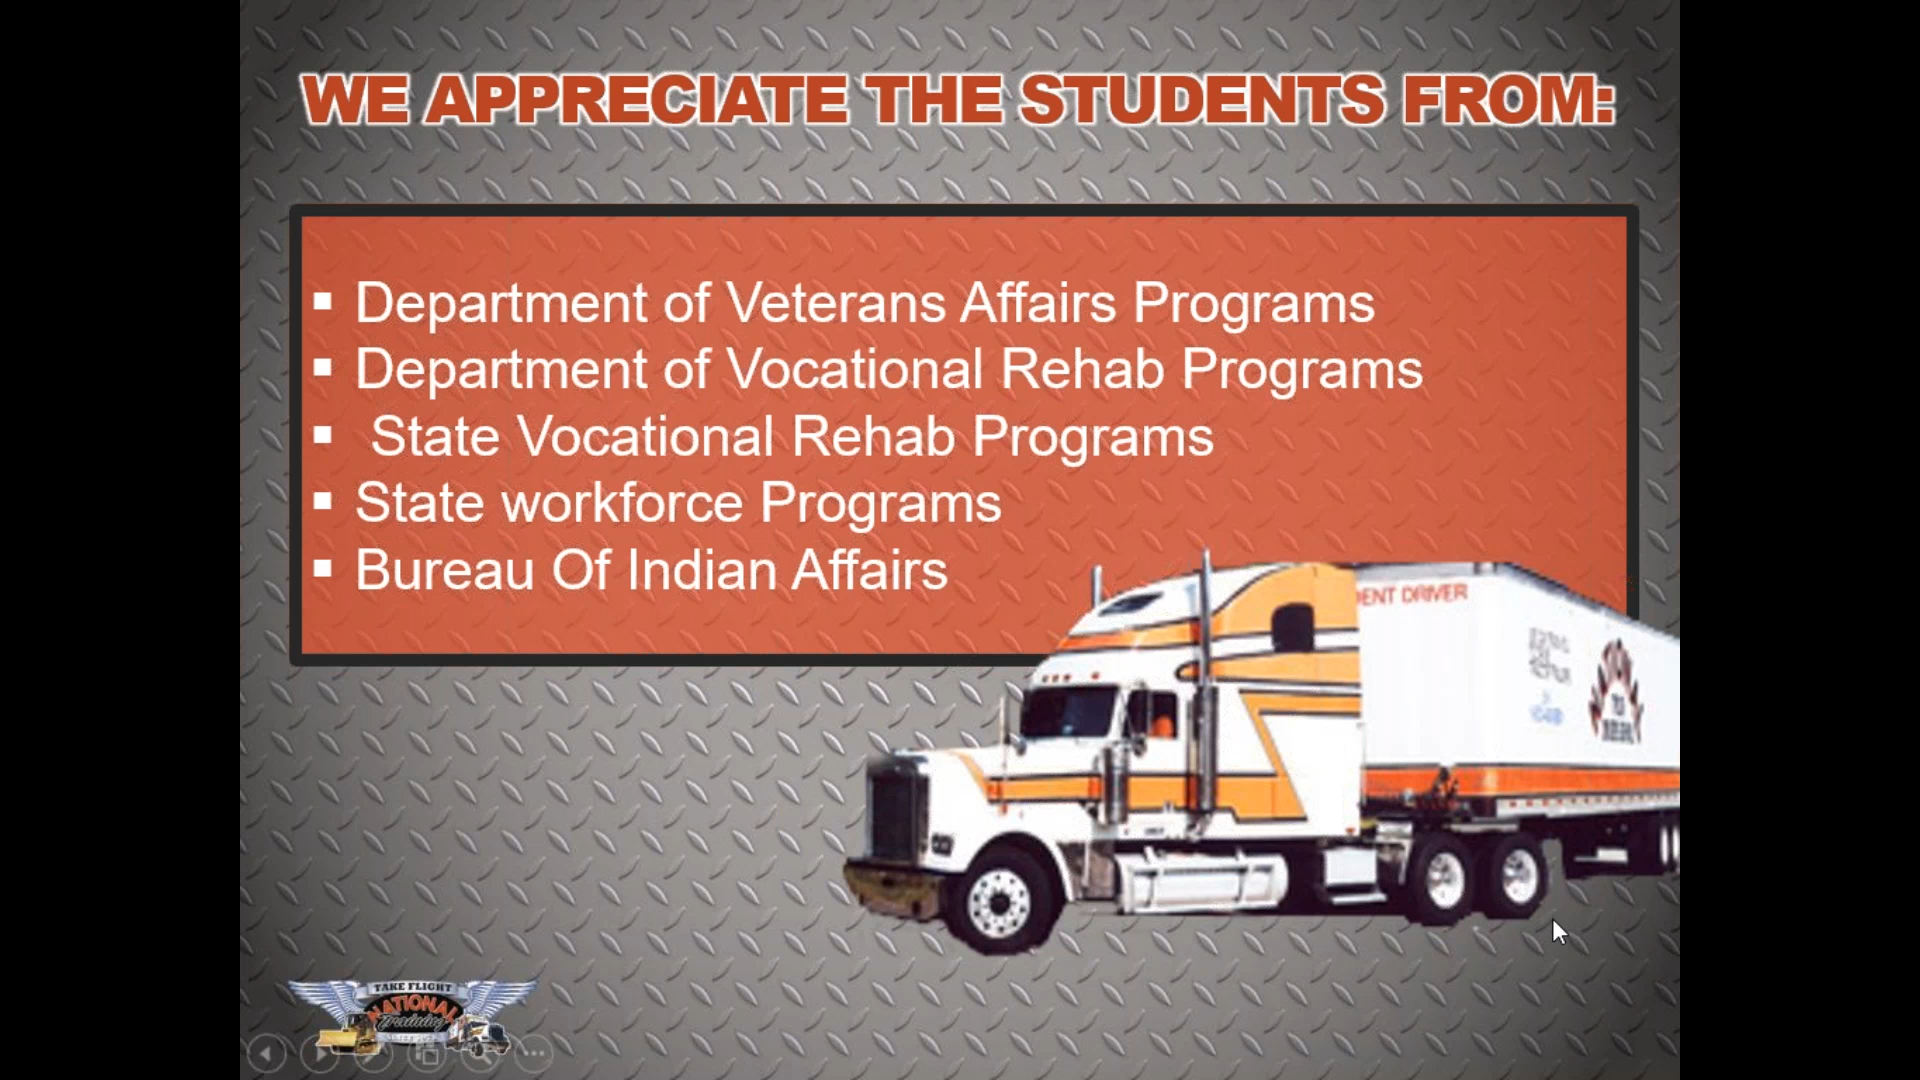 WE APPRECIATE THE STUDENTS FROM:
▪ Department of Veterans Affairs Programs
▪ Department of Vocational Rehab Programs
▪ State Vocational Rehab Programs
▪ State workforce Programs
▪ Bureau Of Indian Affairs
ENT DRIVER
TAKE FLIGHT
NATIONAL
Training